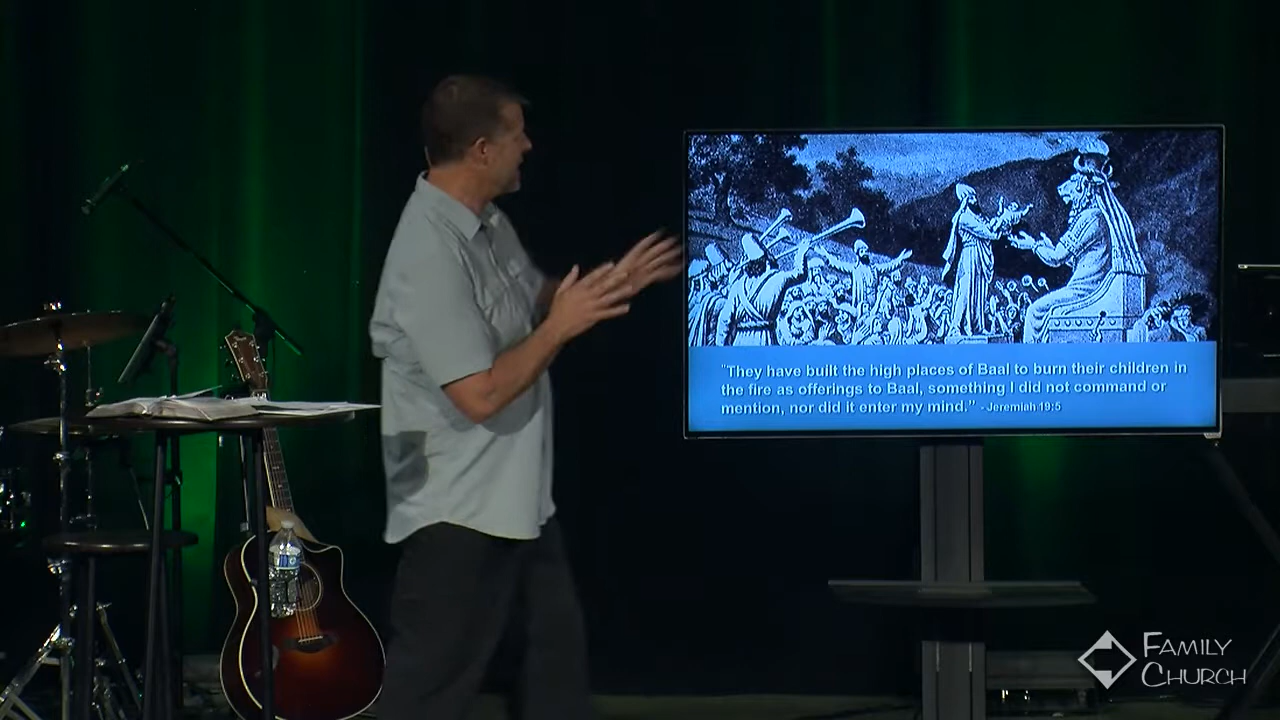 "They have built the high places of Baal to burn their children in
the fire as offerings to Baal, something I did not command or
mention, nor did it enter my mind." - Jeremiah 19:5
FAMILY
CHURCH